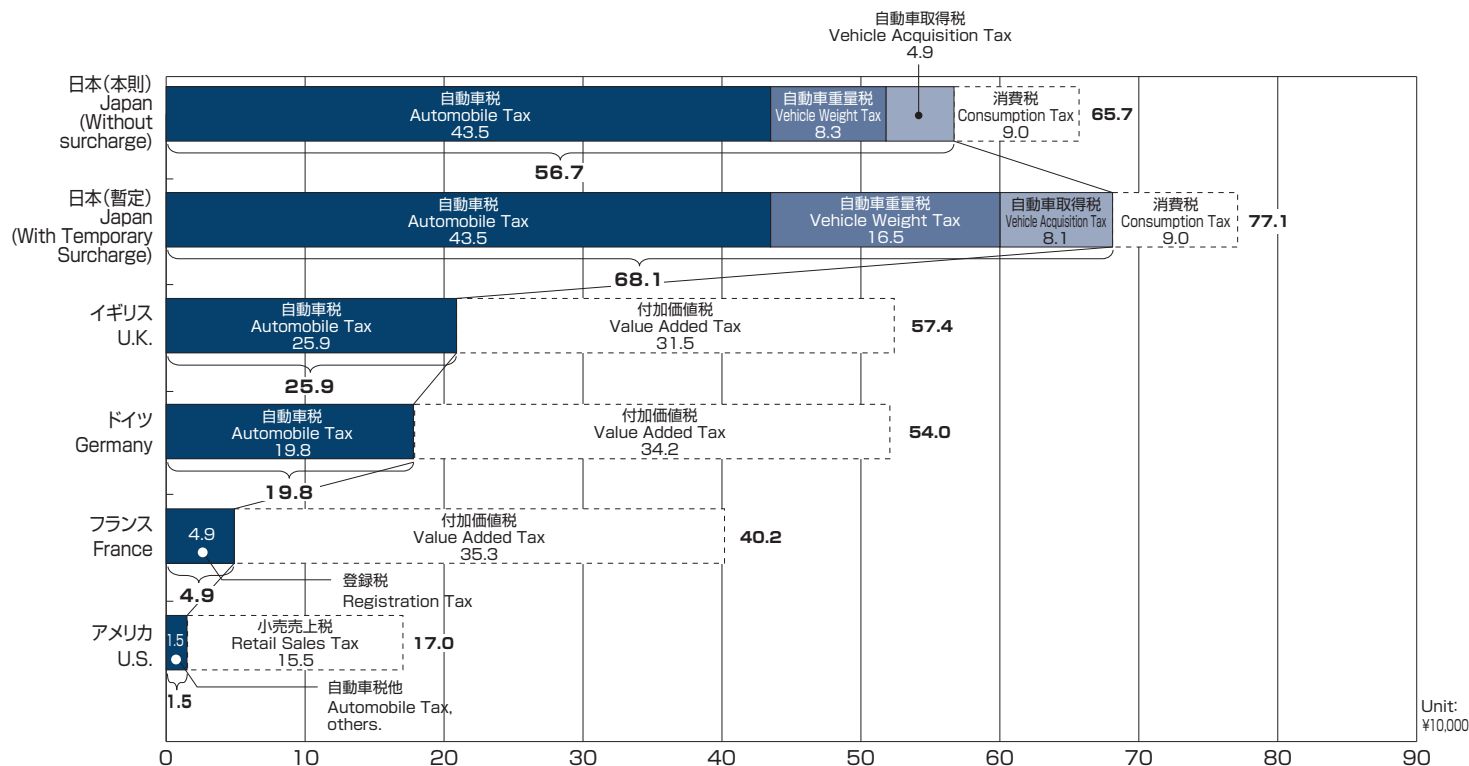 自動車取得税
Vehicle Acquisition Tax
4.9
日本(本則)
Japan
(Without
surcharge)
自動車税
Automobile Tax
43.5
自動車重量税
Vehicle Weight Tax
8.3
消費税
Consumption Tax
9.0
65.7
56.7
日本(暫定)
Japan
(With Temporary
Surcharge)
自動車税
Automobile Tax
43.5
自動車重量税
Vehicle Weight Tax
16.5
自動車取得税
Vehicle Acquisition Tax
8.1
消費税
Consumption Tax
9.0
77.1
68.1
イギリス
U.K.
自動車税
Automobile Tax
25.9
付加価値税
Value Added Tax
31.5
57.4
25.9
ドイツ
Germany
自動車税
Automobile Tax
19.8
付加価値税
Value Added Tax
34.2
54.0
19.8
フランス
France
4.9
付加価値税
Value Added Tax
35.3
40.2
4.9
登録税
Registration Tax
アメリカ
U.S.
1.5
小売売上税
Retail Sales Tax
15.5
17.0
1.5
自動車税他
Automobile Tax,
others.
Unit:
¥10,000
0 10 20 30 40 50 60 70 80 90